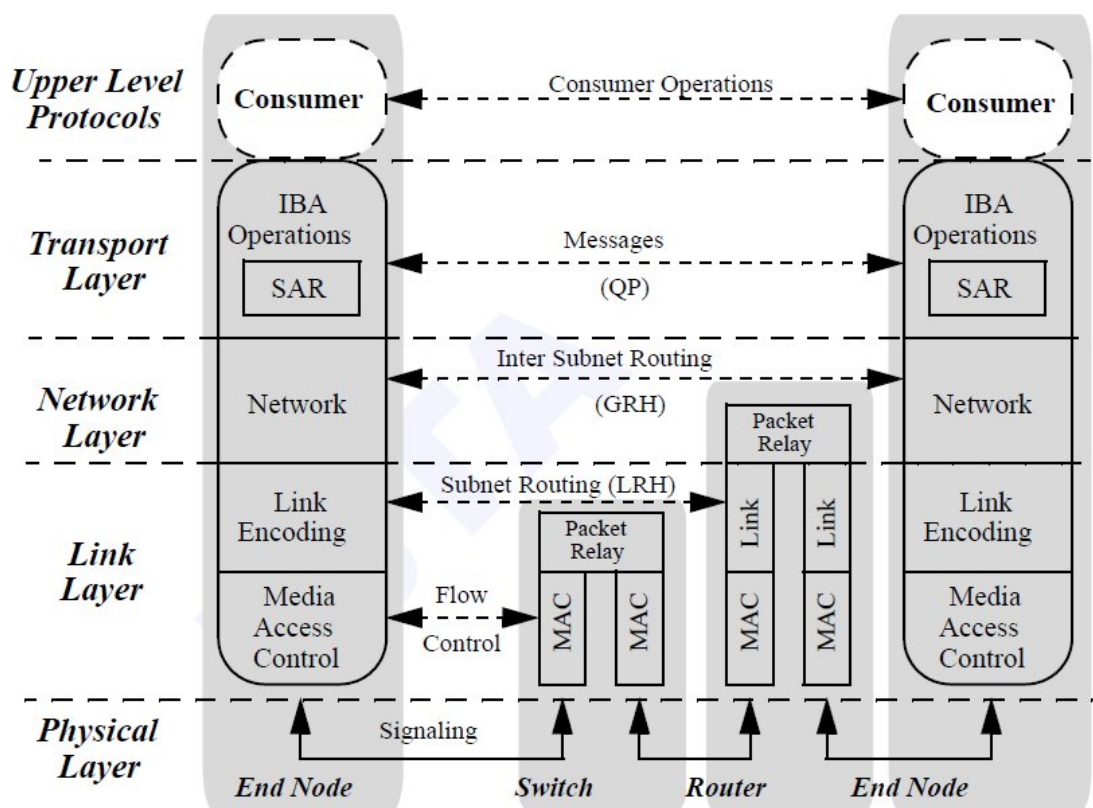 Upper Level
Protocols
Consumer
Consumer Operations
Consumer
Transport
Layer
IBA
Operations
SAR
Messages
(QP)
IBA
Operations
SAR
Network
Layer
Network
Inter Subnet Routing
(GRH)
Packet
Relay
Network
Link
Layer
Link
Encoding
Subnet Routing (LRH)
Packet
Relay
Link
Link
Link
Encoding
Media
Access
Control
Flow
Control
MAC
MAC
MAC
MAC
Media
Access
Control
Physical
Layer
Signaling
End Node
Switch
Router
End Node